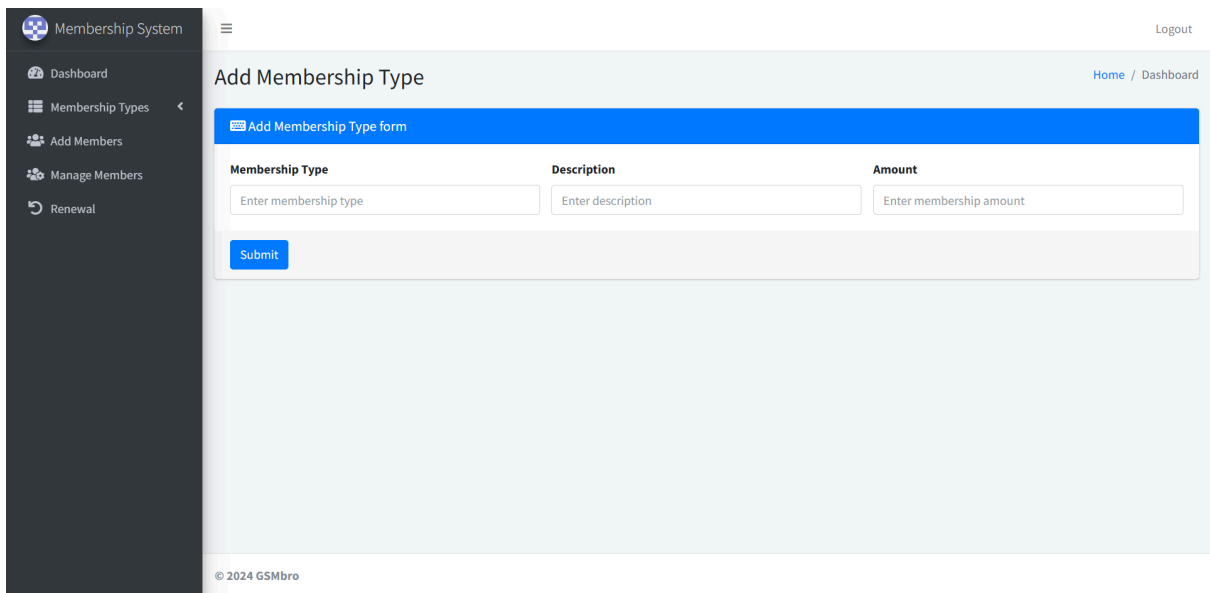 Membership System
Logout
Dashboard
Membership Types
Add Members
Manage Members
Renewal
Add Membership Type
Home / Dashboard
Add Membership Type form
Membership Type
Description
Amount
Enter membership type
Enter description
Enter membership amount
Submit
© 2024 GSMbro